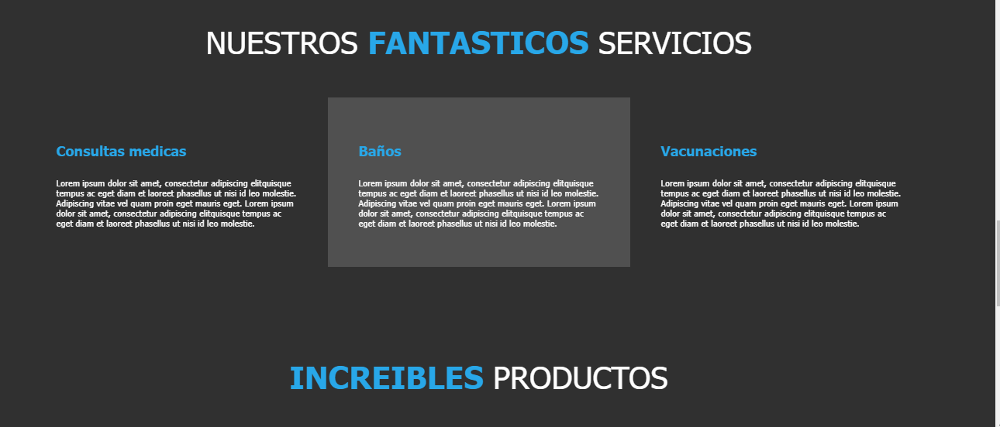 NUESTROS FANTASTICOS SERVICIOS
Consultas medicas
Lorem ipsum dolor sit amet, consectetur adipiscing elitquisque
tempus ac eget diam et laoreet phasellus ut nisi id leo molestie.
Adipiscing vitae vel quam proin eget mauris eget. Lorem ipsum
dolor sit amet, consectetur adipiscing elitquisque tempus ac
eget diam et laoreet phasellus ut nisi id leo molestie.
Baños
Lorem ipsum dolor sit amet, consectetur adipiscing elitquisque
tempus ac eget diam et laoreet phasellus ut nisi id leo molestie.
Adipiscing vitae vel quam proin eget mauris eget. Lorem ipsum
dolor sit amet, consectetur adipiscing elitquisque tempus ac
eget diam et laoreet phasellus ut nisi id leo molestie.
Vacunaciones
Lorem ipsum dolor sit amet, consectetur adipiscing elitquisque
tempus ac eget diam et laoreet phasellus ut nisi id leo molestie.
Adipiscing vitae vel quam proin eget mauris eget. Lorem ipsum
dolor sit amet, consectetur adipiscing elitquisque tempus ac
eget diam et laoreet phasellus ut nisi id leo molestie.
INCREIBLES PRODUCTOS